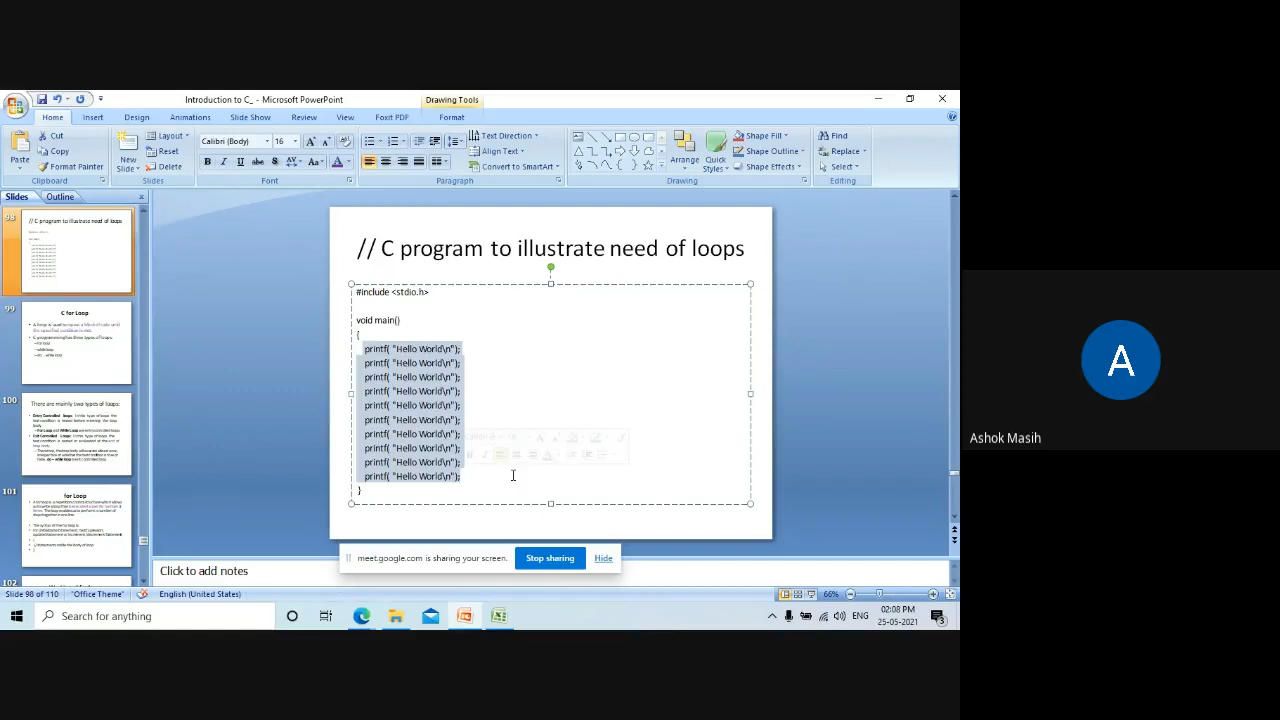 Introduction to C_ - Microsoft PowerPoint
Drawing Tools
Home
Insert
Design
Animations
Slide Show
Review
View
Foxit PDF
Format
Paste
Cut
Copy
Format Painter
Clipboard
New
Slide
Layout
Reset
Delete
Slides
Calibri (Body)
16
Font
Text Direction
Align Text
Convert to SmartArt
Paragraph
Arrange
Quick
Styles
Shape Fill
Shape Outline
Shape Effects
Drawing
Find
Replace
Select
Editing
Slides
Outline
98
// C program to illustrate need of loops
99
C for Loop
100
There are mainly two types of loops:
101
for Loop
102
// C program to illustrate need of loops
#include <stdio.h>
void main()
{
printf( "Hello World\n");
printf( "Hello World\n");
printf( "Hello World\n");
printf( "Hello World\n");
printf( "Hello World\n");
printf( "Hello World\n");
printf( "Hello World\n");
printf( "Hello World\n");
printf( "Hello World\n");
printf( "Hello World\n");
}
meet.google.com is sharing your screen.
Stop sharing
Hide
Click to add notes
Slide 98 of 110
"Office Theme"
English (United States)
66%
Search for anything
ENG
02:08 PM
25-05-2021
3
A
Ashok Masih